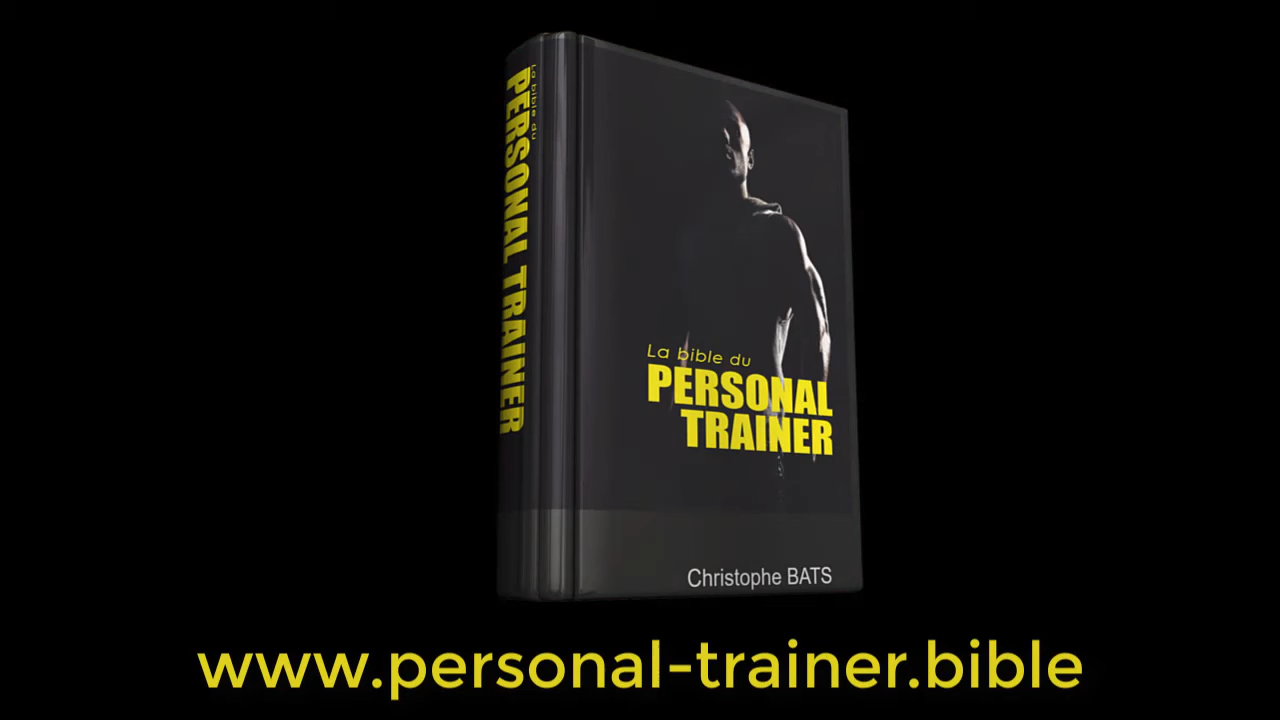 La bible du
PERSONAL TRAINER
La bible du
PERSONAL
TRAINER
Christophe BATS
www.personal-trainer.bible